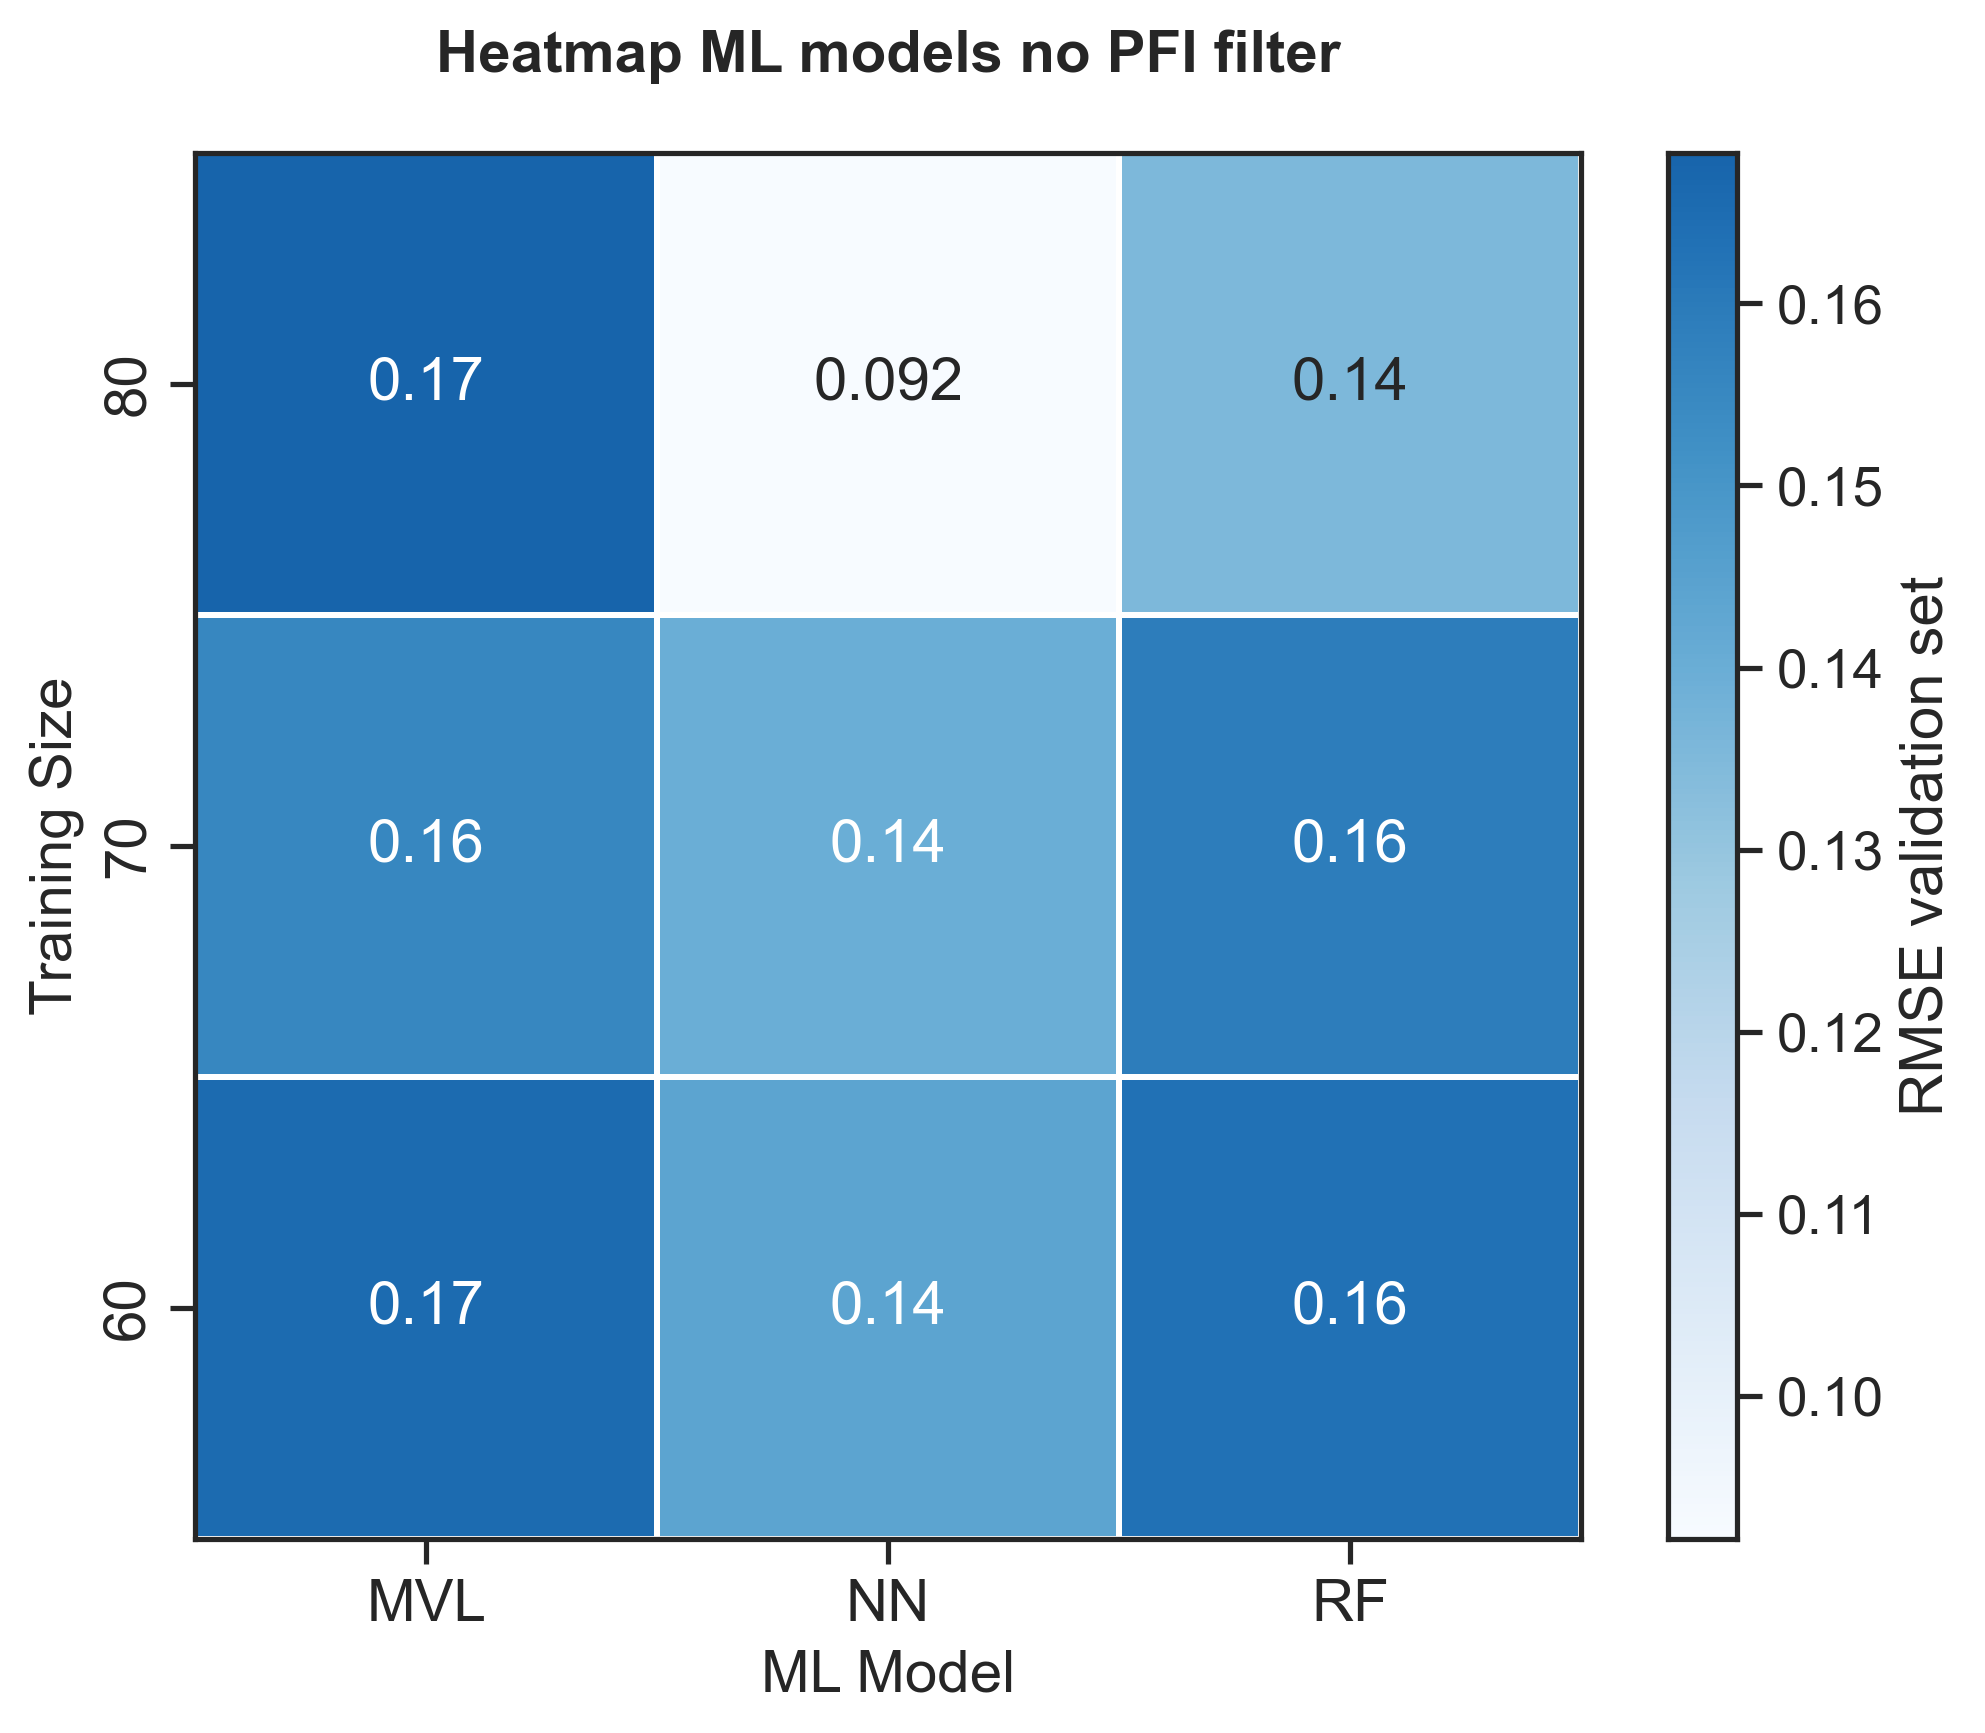 Heatmap ML models no PFI filter
Training Size
80
0.17
0.092
0.14
70
0.16
0.14
0.16
60
0.17
0.14
0.16
MVL
NN
RF
ML Model
0.16
0.15
0.14
0.13
0.12
0.11
0.10
RMSE validation set